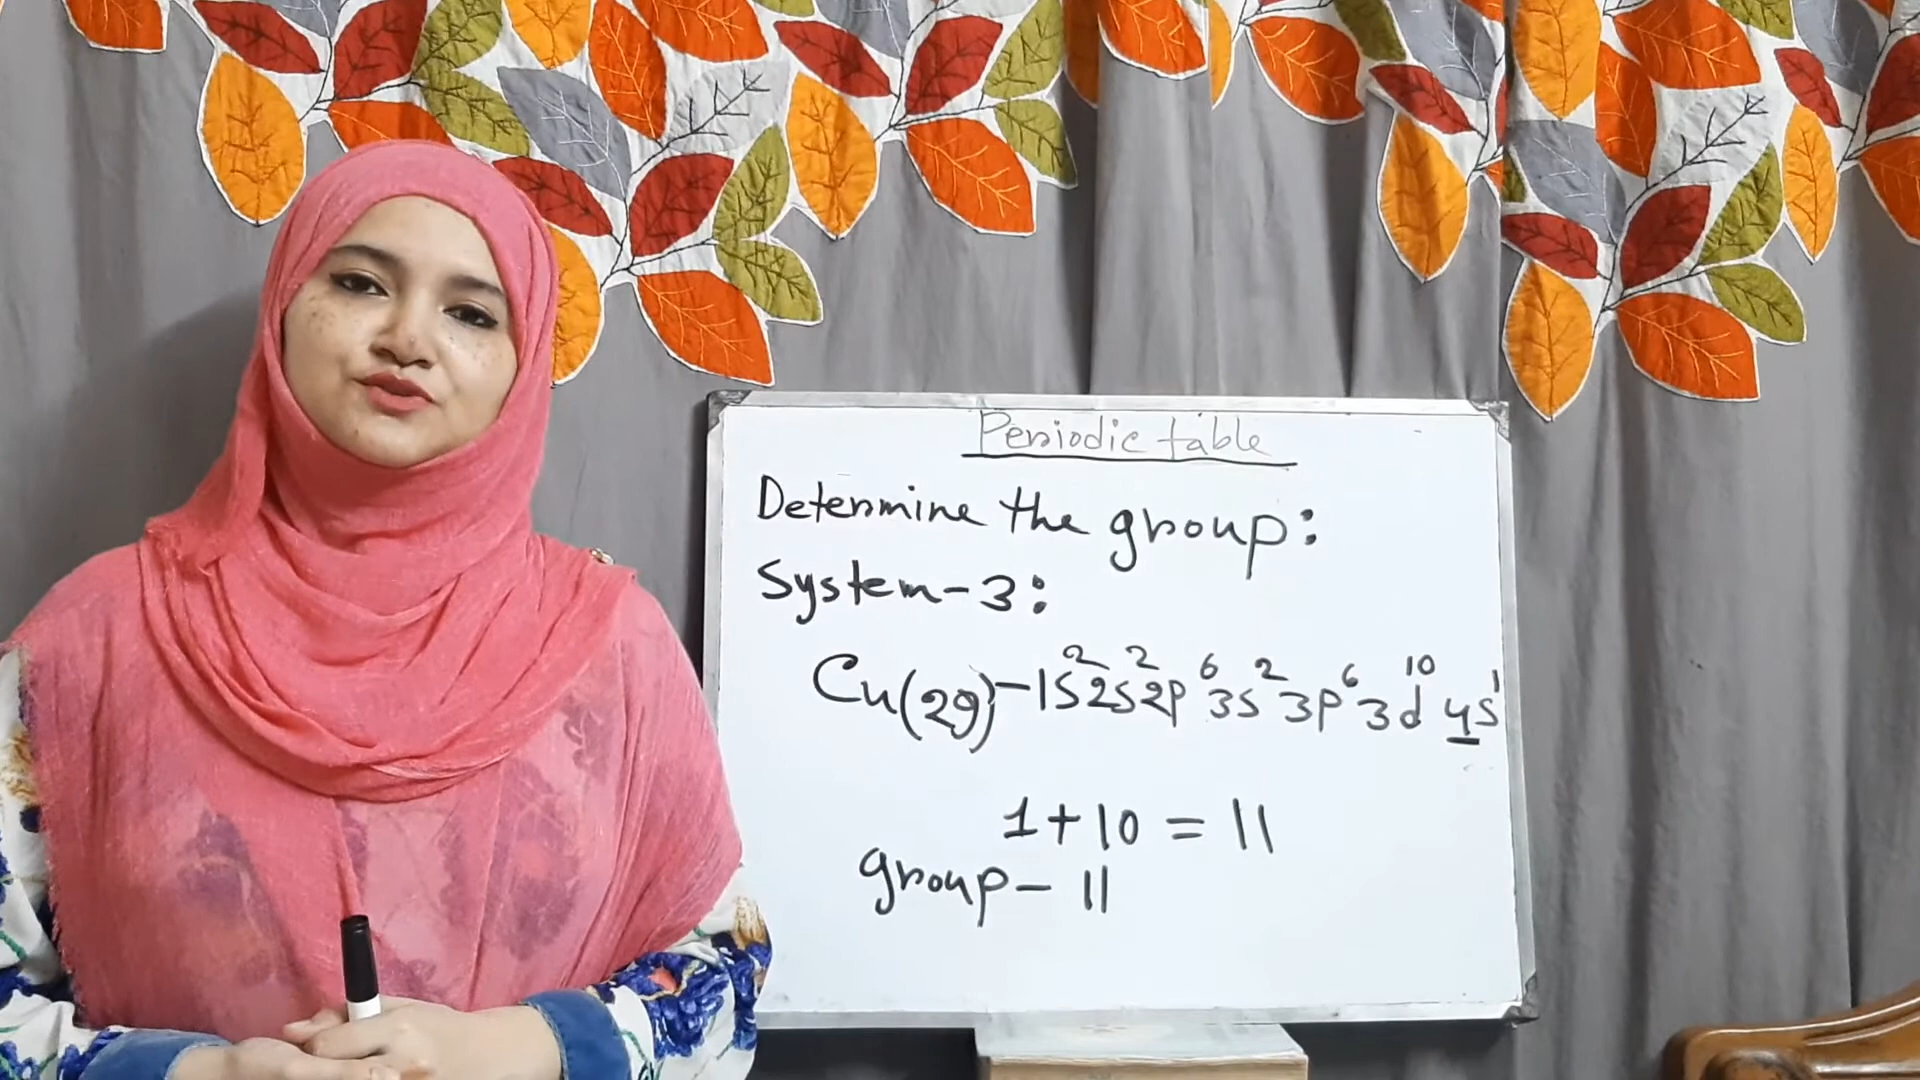 Periodic table
Determine the group:
System-3:
Cu(29)-1s²2s²2p⁶3s²3p⁶3d¹⁰4s¹
1+10 = 11
group-11